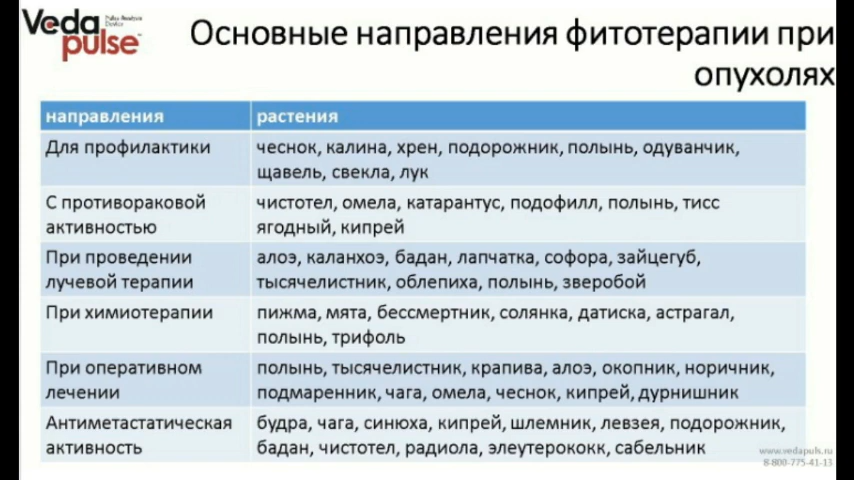 Veda
pulse
Pulse Analysis
Device
Основные направления фитотерапии при
опухолях
направления
растения
Для профилактики
чеснок, калина, хрен, подорожник, полынь, одуванчик,
щавель, свекла, лук
С противораковой
активностью
чистотел, омела, катарантус, подофилл, полынь, тисс
ягодный, кипрей
При проведении
лучевой терапии
алоэ, каланхоэ, бадан, лапчатка, софора, зайцегуб,
тысячелистник, облепиха, полынь, зверобой
При химиотерапии
пижма, мята, бессмертник, солянка, датиска, астрагал,
полынь, трифоль
При оперативном
лечении
полынь, тысячелистник, крапива, алоэ, окопник, норичник,
подмаренник, чага, омела, чеснок, кипрей, дурнишник
Антиметастатическая
активность
будра, чага, синюха, кипрей, шлемник, левзея, подорожник,
бадан, чистотел, радиола, элеутерококк, сабельник
www.vedapuls.ru
8-800-775-41-13